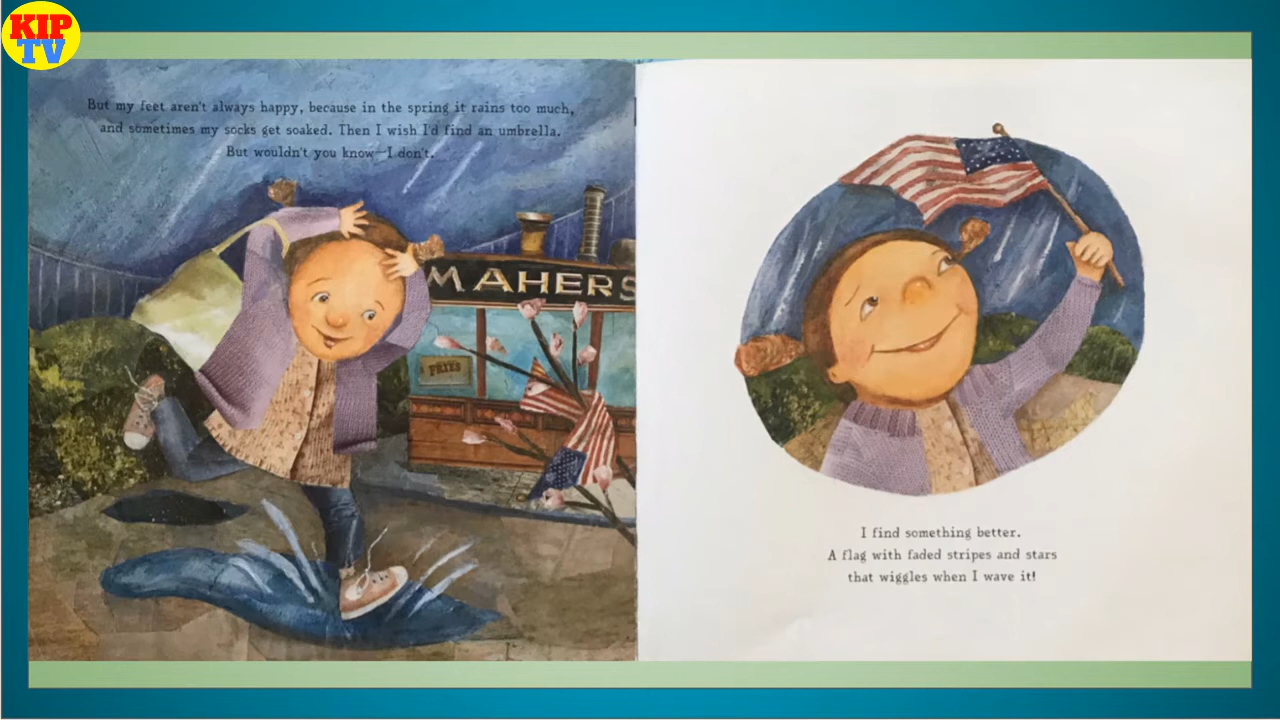 KIP
TV
But my feet aren't always happy, because in the spring it rains too much,
and sometimes my socks get soaked. Then I wish I'd find an umbrella.
But wouldn't you know—I don't.
MAHERS
FRIES
I find something better.
A flag with faded stripes and stars
that wiggles when I wave it!